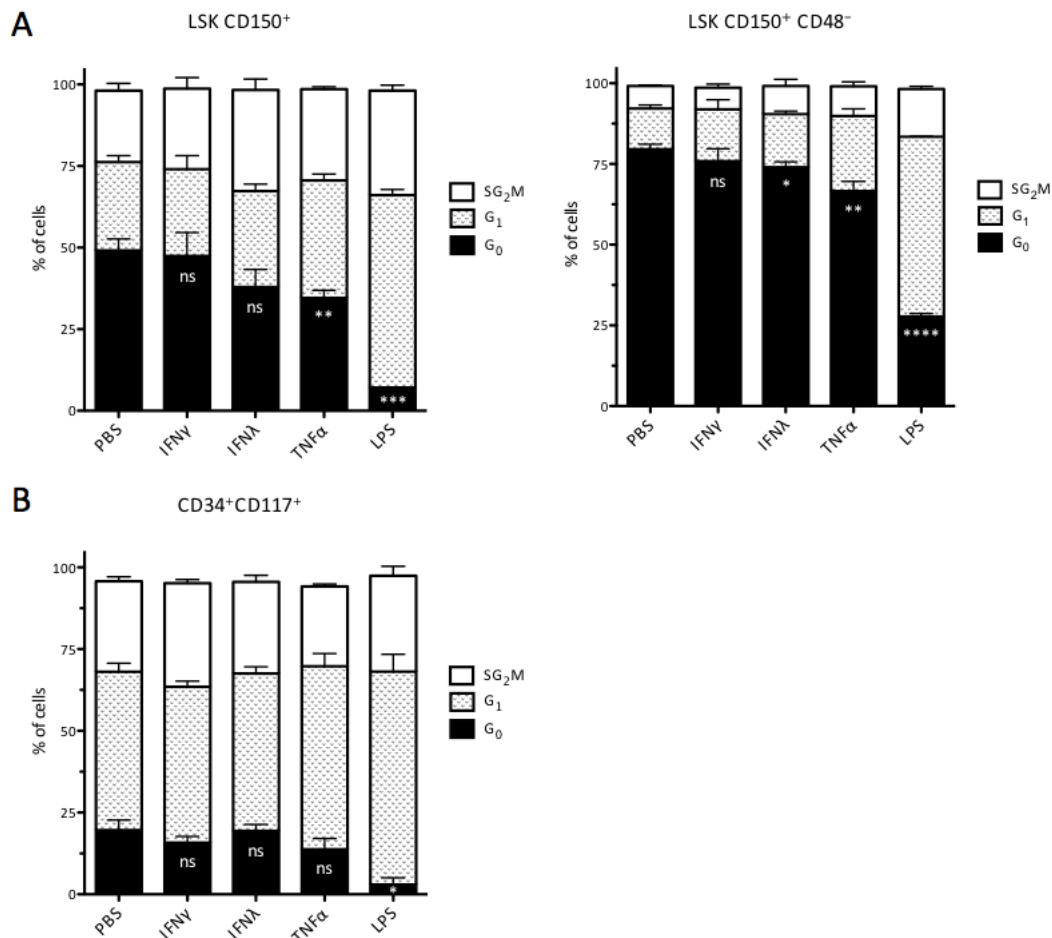 A
LSK CD150⁺
% of cells
100
75
50
25
0
ns
ns
**
***
PBS
IFNγ
IFNλ
TNFα
LPS
SG₂M
G₁
G₀
LSK CD150⁺ CD48⁻
% of cells
100
75
50
25
0
ns
*
**
****
PBS
IFNγ
IFNλ
TNFα
LPS
SG₂M
G₁
G₀
B
CD34⁺CD117⁺
% of cells
100
75
50
25
0
ns
ns
ns
*
PBS
IFNγ
IFNλ
TNFα
LPS
SG₂M
G₁
G₀